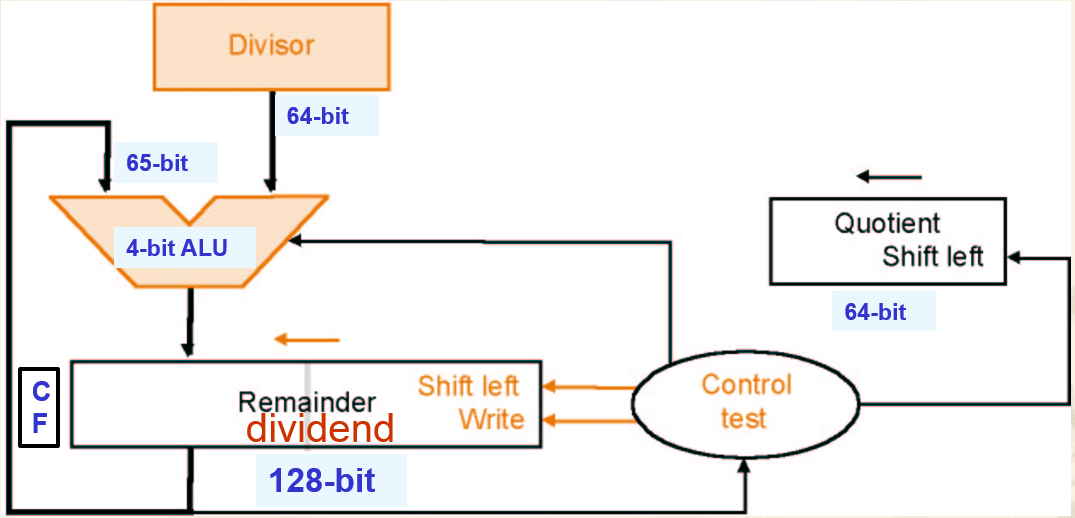 Divisor
64-bit
65-bit
4-bit ALU
Quotient
Shift left
64-bit
C
F
Remainder
dividend
Shift left
Write
Control
test
128-bit